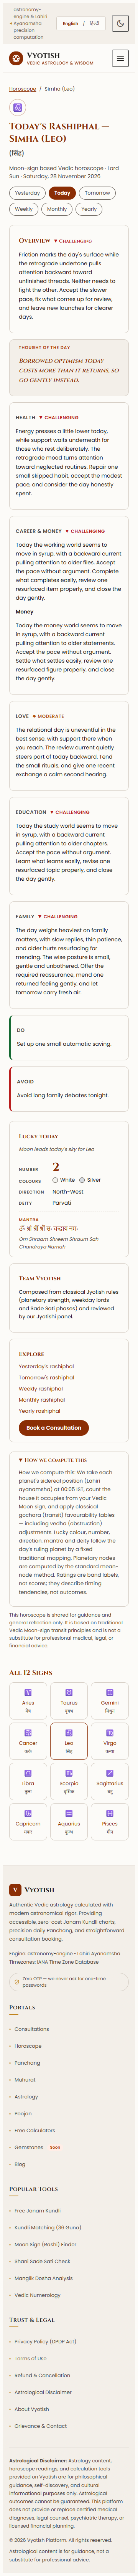 astronomy-
engine & Lahiri
Ayanamsha
precision
computation
English / हिन्दी
Vyotish
VEDIC ASTROLOGY & WISDOM
Horoscope / Simha (Leo)
Today's Rashiphal —
Simha (Leo)
(सिंह)
Moon-sign based Vedic horoscope · Lord
Sun · Saturday, 28 November 2026
Yesterday Today Tomorrow
Weekly Monthly Yearly
Overview ▼ CHALLENGING
Friction marks the day's surface while
the retrograde undertone pulls
attention backward toward
unfinished threads. Neither invites
fighting. Accept the slower
gear, fix what comes up for review,
and leave new launches for clearer
days.
THOUGHT OF THE DAY
Borrowed optimism today
costs more than it returns, so
go gently instead.
HEALTH ▼ CHALLENGING
Energy presses a little lower today,
while support waits underneath for
those who rest deliberately. The
retrograde mood turns attention
toward neglected routines. Repair one
small skipped habit, accept the modest
pace, and consider the day honestly
spent.
CAREER & MONEY ▼ CHALLENGING
Today the working world seems to
move in syrup, with a backward current
pulling attention to older files. Accept
the pace without argument. Complete
what completes easily, review one
resurfaced item properly, and close the
day gently.
Money
Today the money world seems to move
in syrup, with a backward current
pulling attention to older dues. Accept
the pace without argument. Settle what
settles easily, review one resurfaced
figure properly, and close the day
gently.
LOVE MODERATE
The relational day is uneventful in the
best sense, with support there when
you reach. The review current quietly
steers part of today backward. Tend
the small rituals, and give one recent
exchange a calm second hearing.
EDUCATION ▼ CHALLENGING
Today the study world seems to move
in syrup, with a backward current
pulling attention to older chapters.
Accept the pace without argument.
Learn what learns easily, revise one
resurfaced topic properly, and close
the day gently.
FAMILY ▼ CHALLENGING
The day weighs heavier on family
matters, with slow replies, thin patience,
and older hurts resurfacing for
mending. The wise posture is small,
gentle and unbothered. Offer the
required reassurance, mend one
returned feeling gently, and let
tomorrow carry fresh air.
DO
Set up one small automatic saving.
AVOID
Avoid long family debates tonight.
Lucky today
Moon leads today's sky for Leo
NUMBER 2
COLOURS White Silver
DIRECTION North-West
DEITY Parvati
MANTRA
ॐ श्रां श्रीं श्रौं सः चन्द्राय नमः
Om Shraam Shreem Shraum Sah
Chandraya Namah
Team Vyotish
Composed from classical Jyotish rules
(planetary strength, weekday lords
and Sade Sati phases) and reviewed
by our Jyotishi panel.
Explore
Yesterday's rashiphal
Tomorrow's rashiphal
Weekly rashiphal
Monthly rashiphal
Yearly rashiphal
Book a Consultation
▼ How we compute this
How we compute this: We take each
planet's sidereal position (Lahiri
ayanamsa) at 00:05 IST, count the
house it occupies from your Vedic
Moon sign, and apply classical
gochara (transit) favourability tables
— including vedha (obstruction)
adjustments. Lucky colour, number,
direction, mantra and deity follow the
day's strongest planet in traditional
mappings. Planetary positions are
computed by the standard mean-node
model. Ratings are rules-based, not
scores; they describe timing
tendencies, not outcomes.
This horoscope is shared for guidance and
informed reflection only. It is based on traditional
Vedic Moon-sign transit principles and is not a
substitute for professional medical, legal, or
financial advice.
All 12 Signs
Aries Taurus Gemini
मेष वृषभ मिथुन
Cancer Leo Virgo
कर्क सिंह कन्या
Libra Scorpio Sagittarius
तुला वृश्चिक धनु
Capricorn Aquarius Pisces
मकर कुम्भ मीन
V Vyotish
Authentic Vedic astrology calculated with
modern astronomical rigor. Providing
accessible, zero-cost Janam Kundli charts,
precision daily Panchang, and straightforward
consultation booking.
Engine: astronomy-engine • Lahiri Ayanamsha
Timezones: IANA Time Zone Database
Zero OTP — we never ask for one-time
passwords
Portals
Consultations
Horoscope
Panchang
Muhurat
Astrology
Poojan
Free Calculators
Gemstones Soon
Blog
Popular Tools
Free Janam Kundli
Kundli Matching (36 Guna)
Moon Sign (Rashi) Finder
Shani Sade Sati Check
Manglik Dosha Analysis
Vedic Numerology
Trust & Legal
Privacy Policy (DPDP Act)
Terms of Use
Refund & Cancellation
Astrological Disclaimer
About Vyotish
Grievance & Contact
Astrological Disclaimer: Astrology content,
horoscope readings, and calculation tools
provided on Vyotish are for philosophical
guidance, self-discovery, and cultural
informational purposes only. Astrological
outcomes cannot be guaranteed. This platform
does not provide or replace certified medical
diagnoses, legal counsel, psychiatric therapy, or
licensed financial planning.
© 2026 Vyotish Platform. All rights reserved.
Astrological content is for guidance, not a
substitute for professional advice.